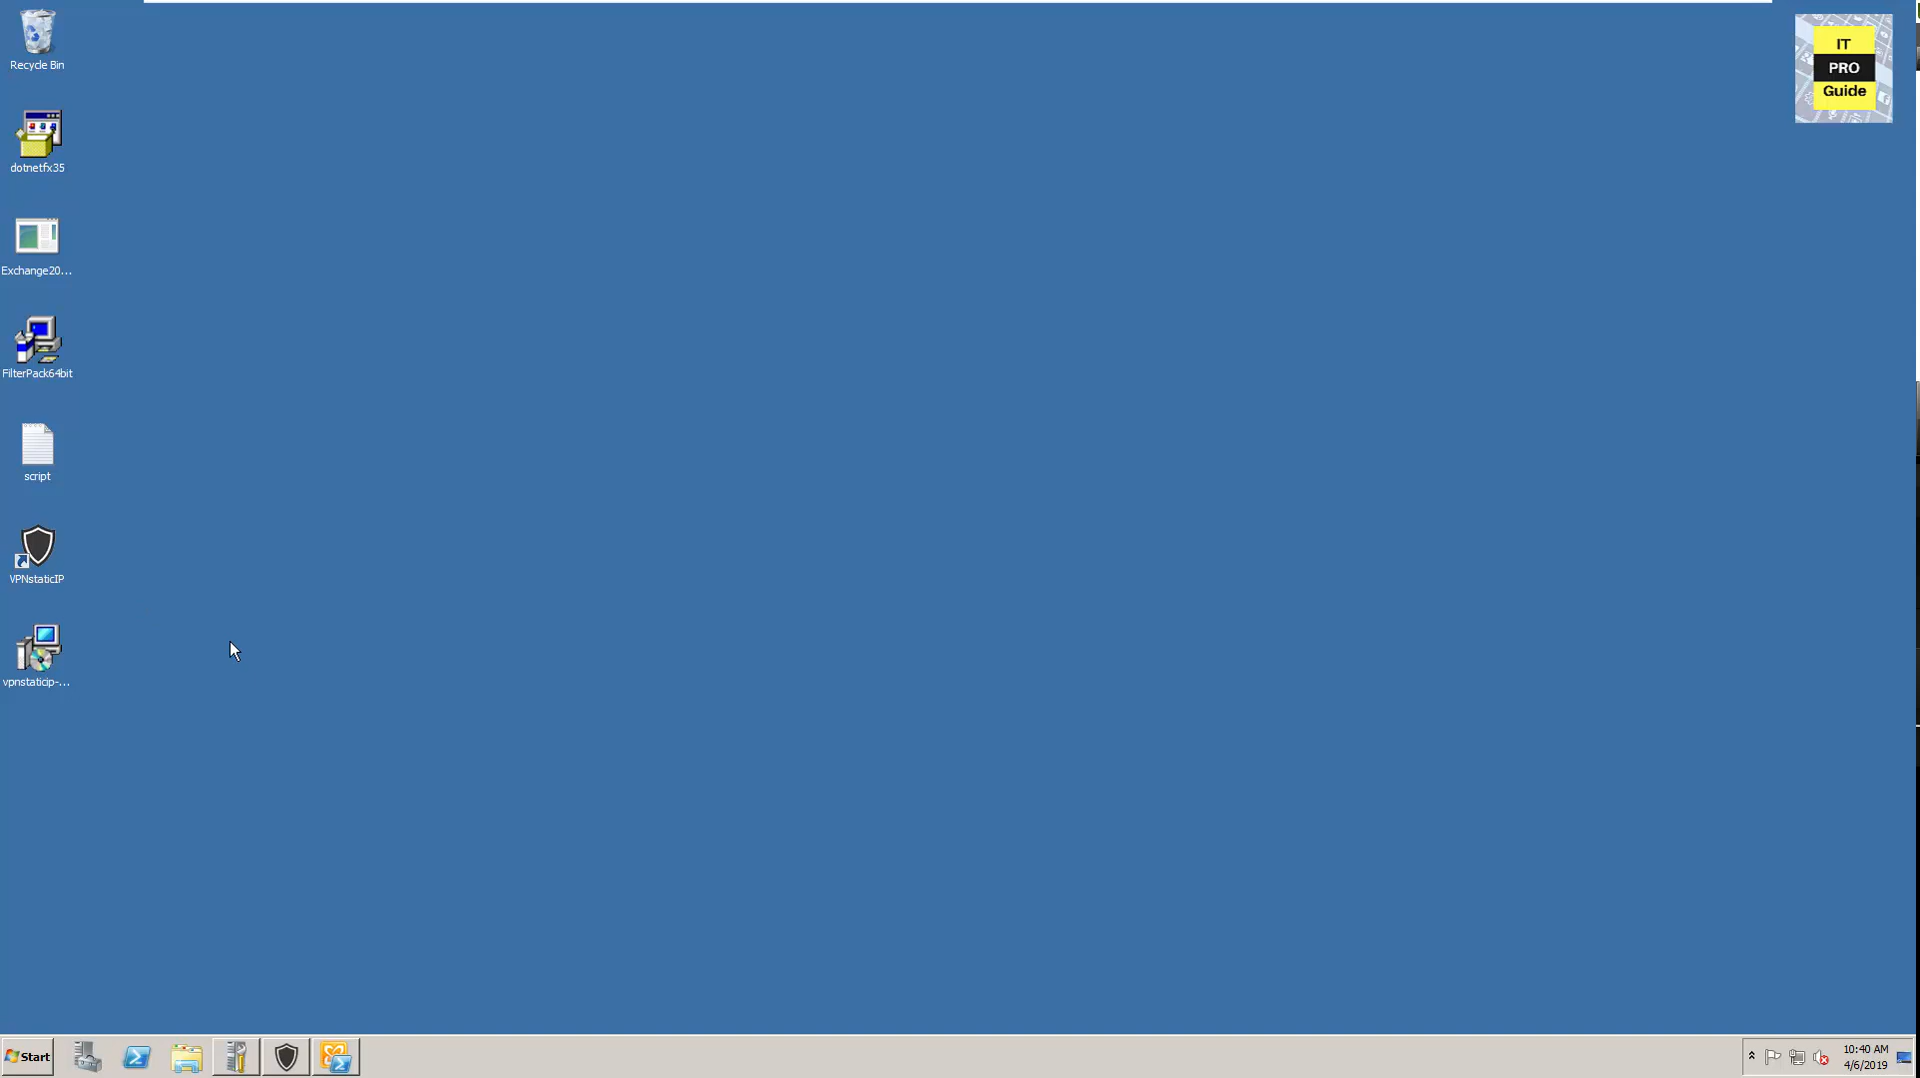 Recycle Bin
IT
PRO
Guide
dotnetfx35
Exchange20...
FilterPack64bit
script
VPNstaticIP
vpnstaticip-...
Start
10:40 AM
4/6/2019